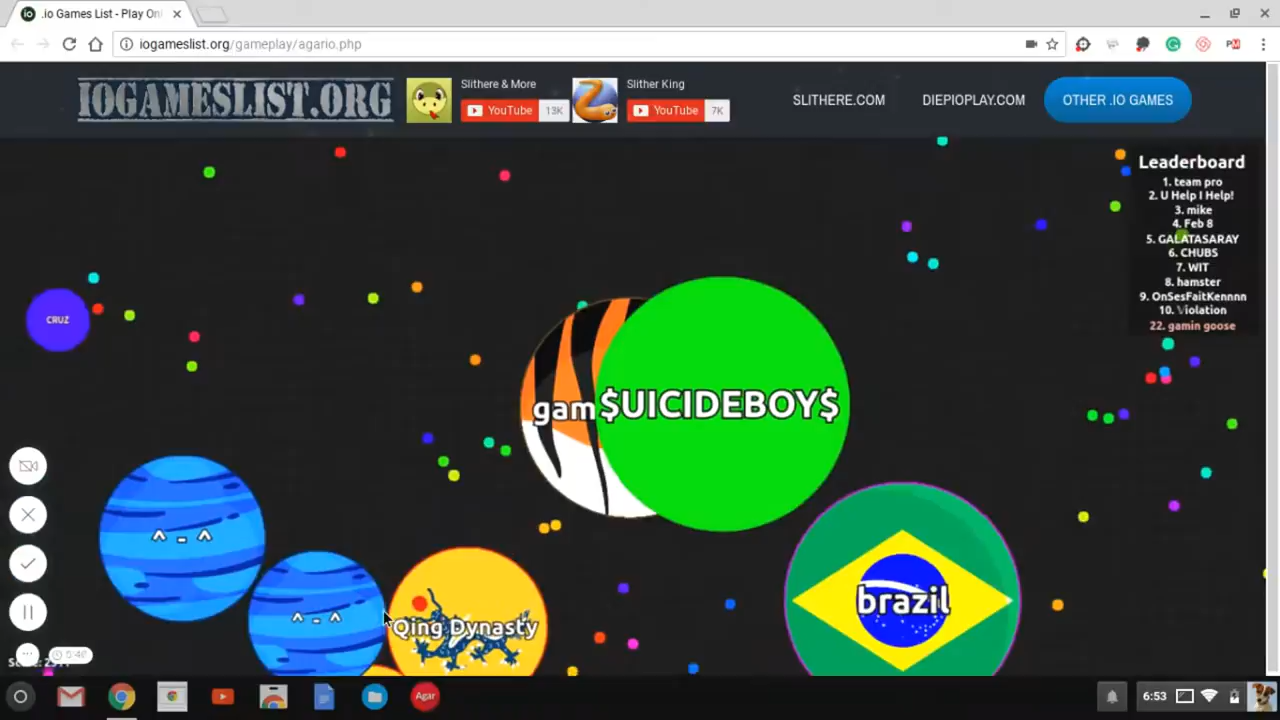 .io Games List - Play Onl
iogameslist.org/gameplay/agario.php
IOGAMESLIST.ORG
Slithere & More
YouTube 13K
Slither King
YouTube 7K
SLITHERE.COM
DIEPIOPLAY.COM
OTHER .IO GAMES
Leaderboard
1. team pro
2. U Help I Help!
3. mike
4. Feb 8
5. GALATASARAY
6. CHUBS
7. WIT
8. hamster
9. OnSesFaitKennnn
10. Violation
22. gamin goose
CRUZ
gam
$UICIDEBOY$
^ - ^
^ - ^
Qing Dynasty
brazil
Agar
6:53